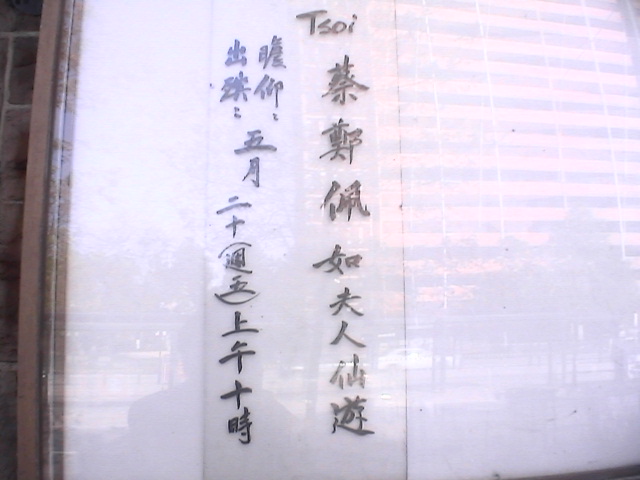 Tsoi
蔡鄭佩如夫人仙遊
瞻仰：
出殯：
五月二十(週五)上午十時